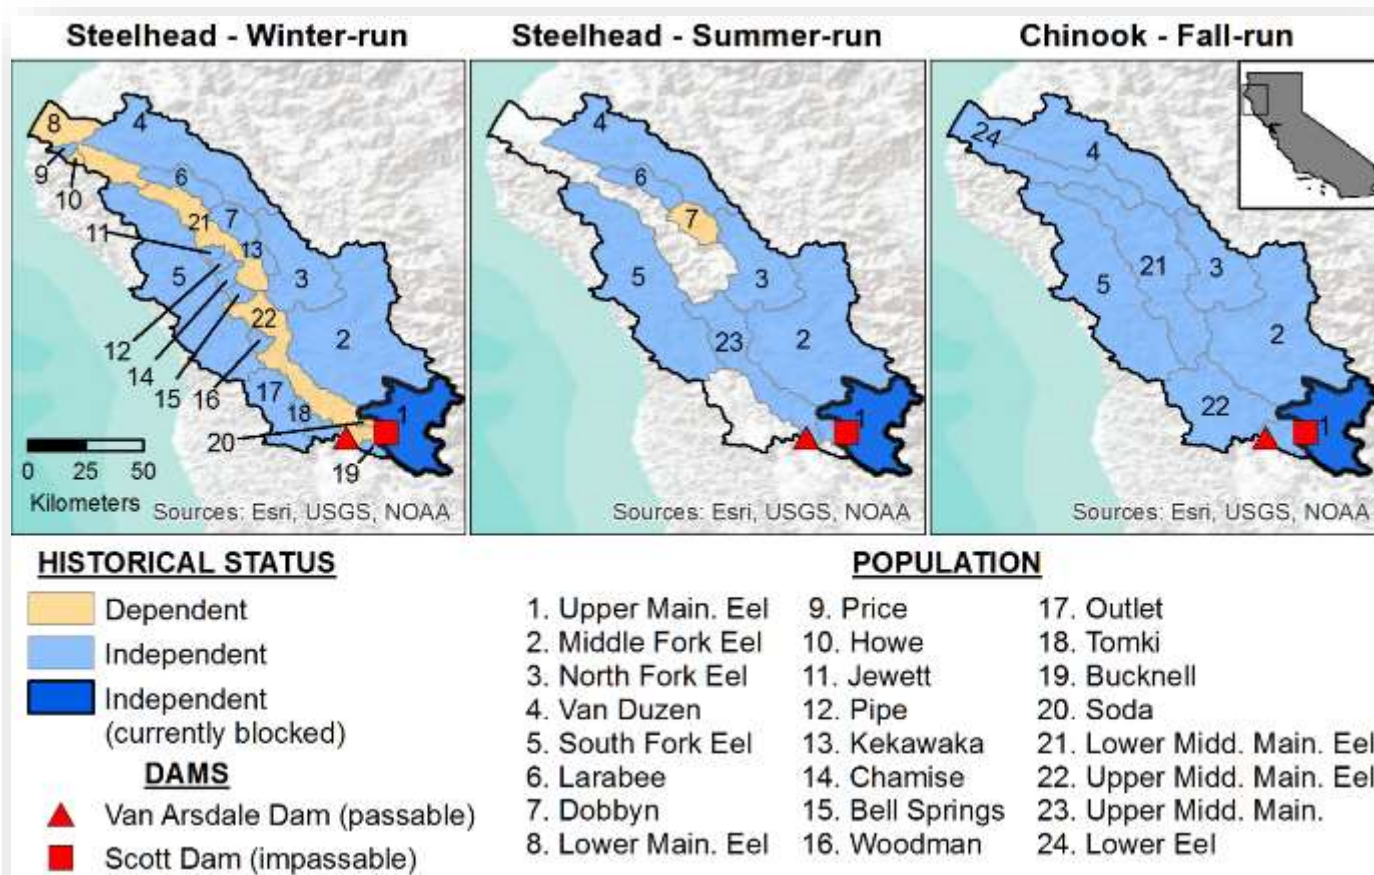 Steelhead - Winter-run
Steelhead - Summer-run
Chinook - Fall-run
8
4
9
10
6
21
7
11
13
5
3
22
2
12
14
15
16
17
18
1
20
19
0 25 50
Kilometers
Sources: Esri, USGS, NOAA
4
6
7
5
3
23
2
1
Sources: Esri, USGS, NOAA
24
4
5
21
3
2
22
1
Sources: Esri, USGS, NOAA
HISTORICAL STATUS
Dependent
Independent
Independent
(currently blocked)
DAMS
Van Arsdale Dam (passable)
Scott Dam (impassable)
POPULATION
1. Upper Main. Eel
2. Middle Fork Eel
3. North Fork Eel
4. Van Duzen
5. South Fork Eel
6. Larabee
7. Dobbyn
8. Lower Main. Eel
9. Price
10. Howe
11. Jewett
12. Pipe
13. Kekawaka
14. Chamise
15. Bell Springs
16. Woodman
17. Outlet
18. Tomki
19. Bucknell
20. Soda
21. Lower Midd. Main. Eel
22. Upper Midd. Main. Eel
23. Upper Midd. Main.
24. Lower Eel